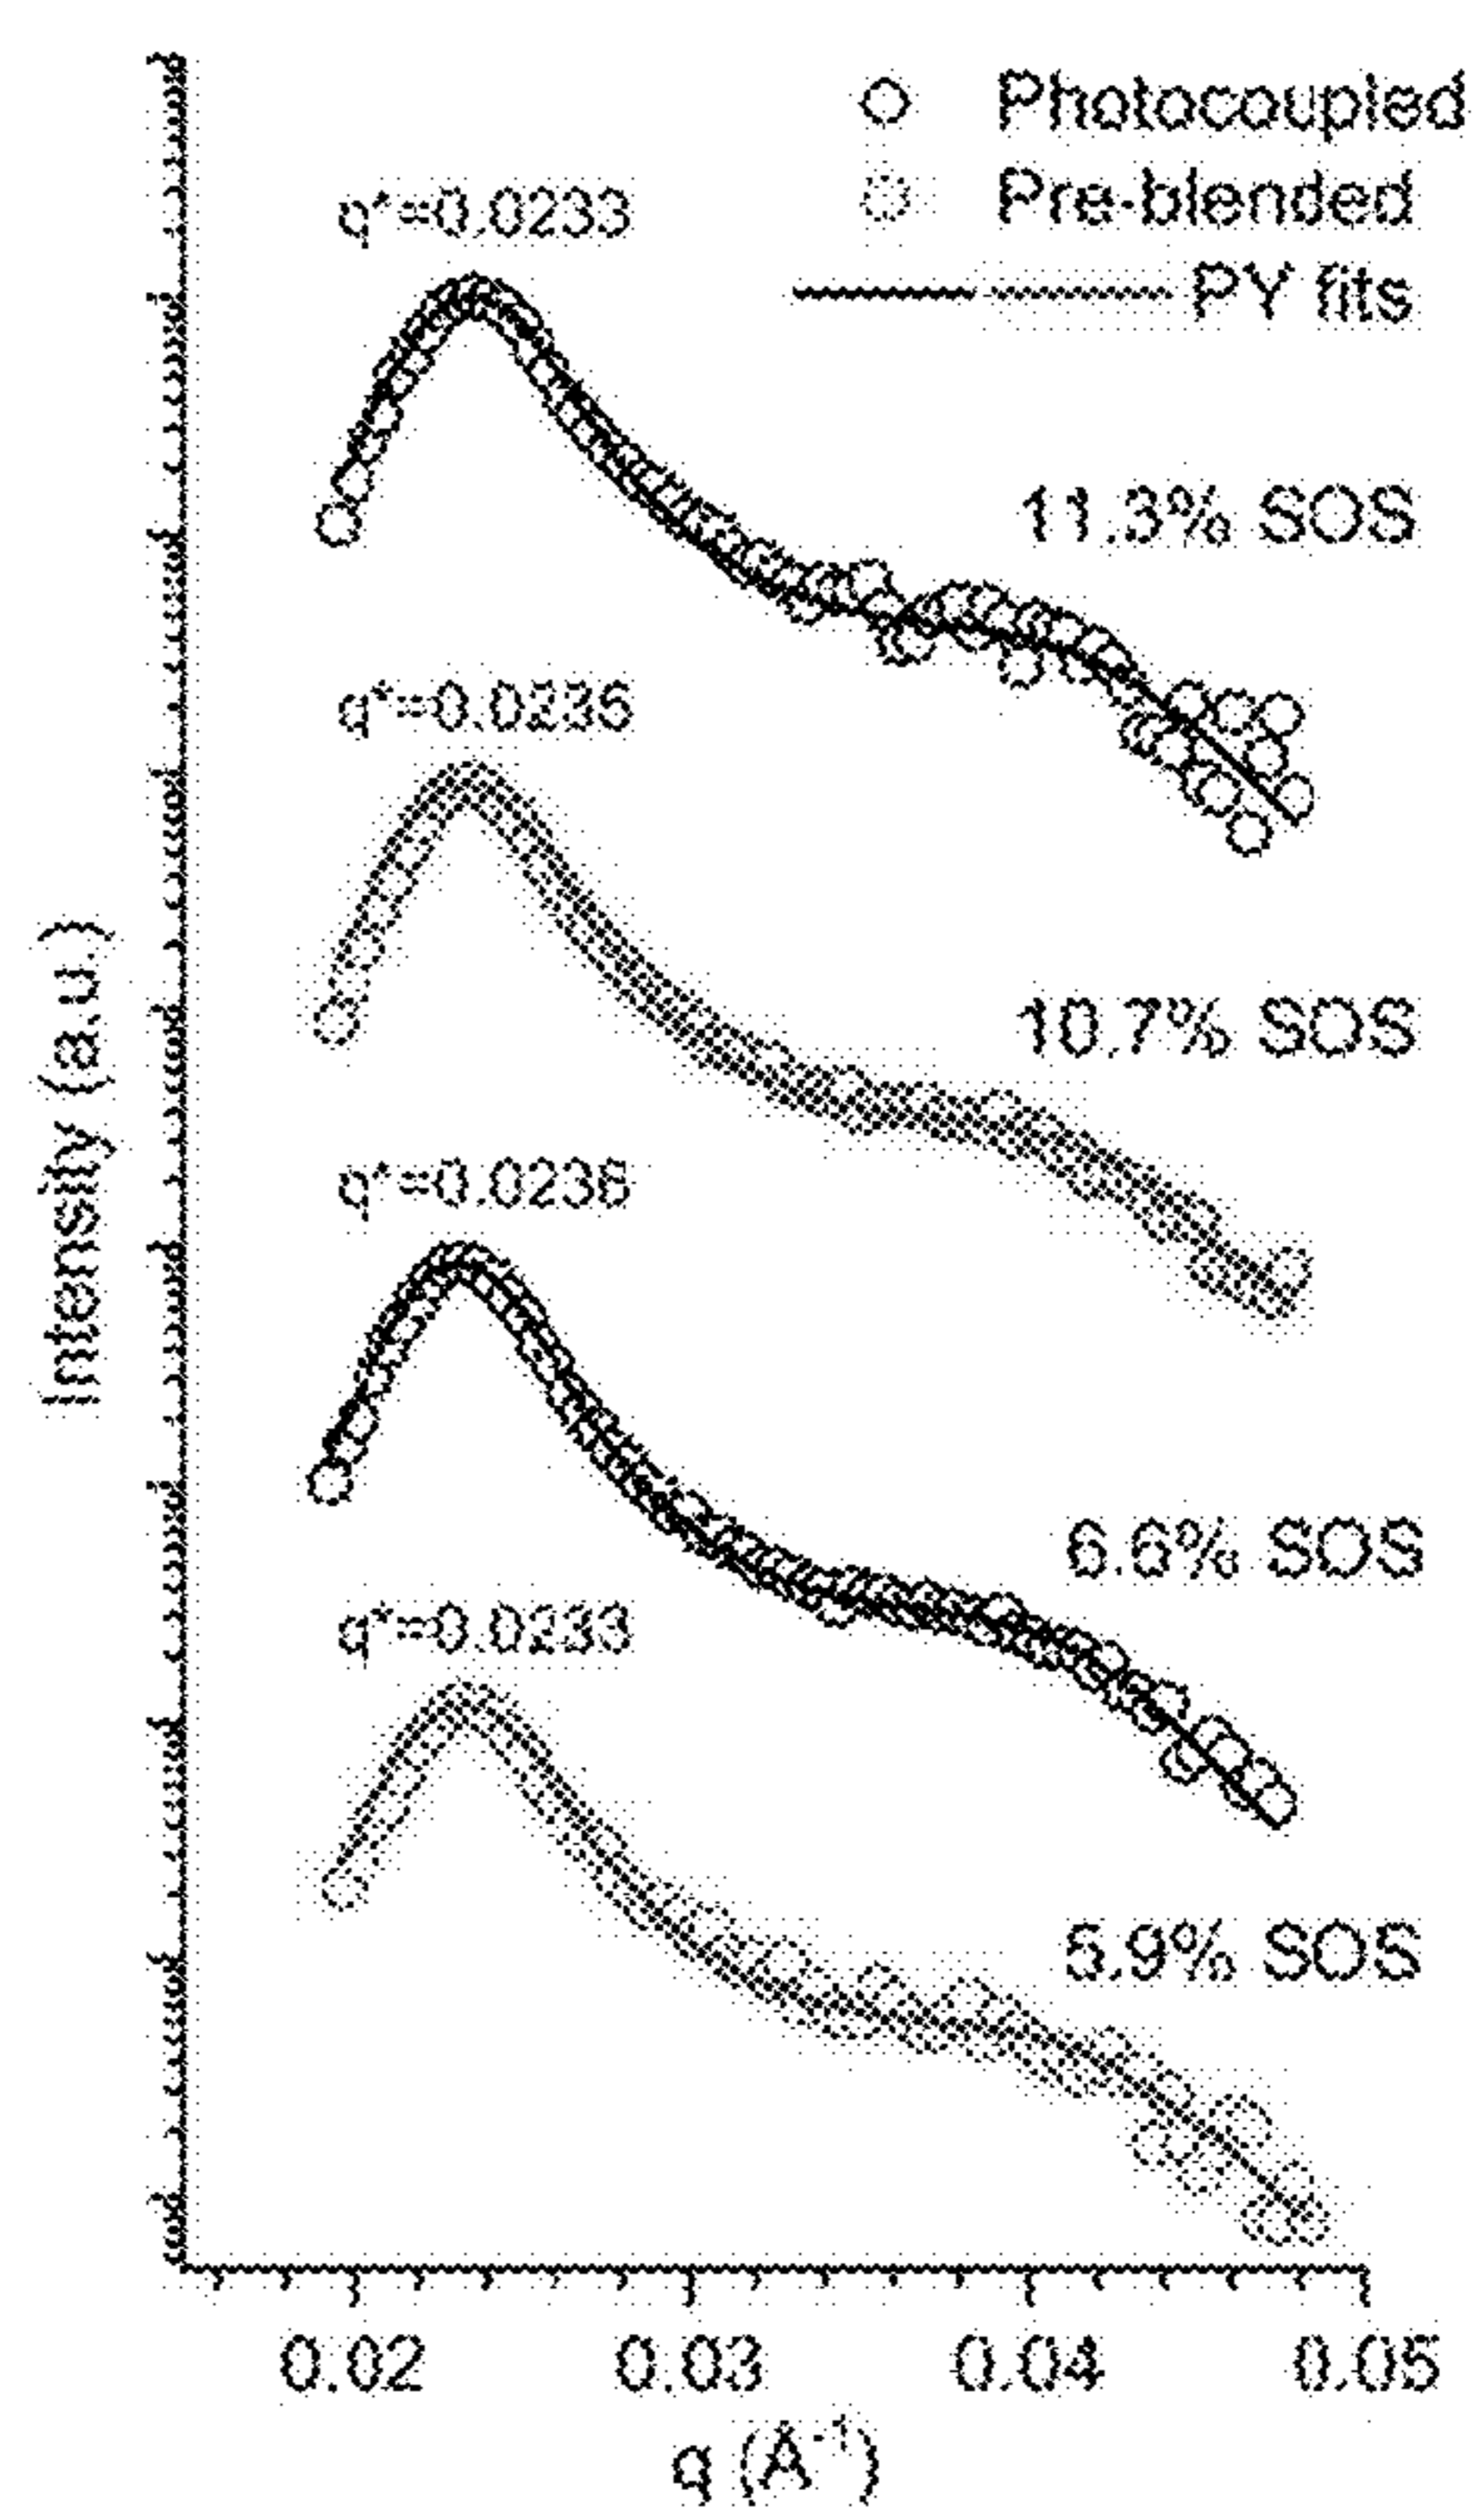 Photocoupled
Pre-blended
PY fits
q*=0.0233
11.3% SOS
q*=0.0236
10.7% SOS
q*=0.0238
6.6% SOS
q*=0.0233
5.9% SOS
Intensity (a.u.)
0.02 0.03 0.04 0.05
q (Å⁻¹)